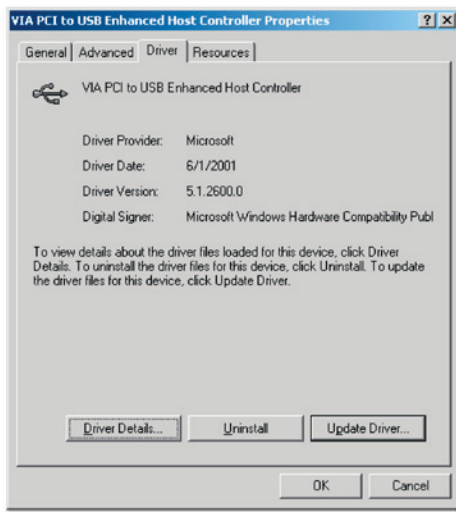 VIA PCI to USB Enhanced Host Controller Properties
General Advanced Driver Resources
VIA PCI to USB Enhanced Host Controller
Driver Provider: Microsoft
Driver Date: 6/1/2001
Driver Version: 5.1.2600.0
Digital Signer: Microsoft Windows Hardware Compatibility Publ
To view details about the driver files loaded for this device, click Driver
Details. To uninstall the driver files for this device, click Uninstall. To update
the driver files for this device, click Update Driver.
Driver Details... Uninstall Update Driver...
OK Cancel